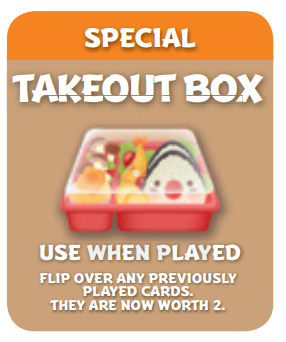 SPECIAL
TAKEOUT BOX
USE WHEN PLAYED
FLIP OVER ANY PREVIOUSLY
PLAYED CARDS.
THEY ARE NOW WORTH 2.